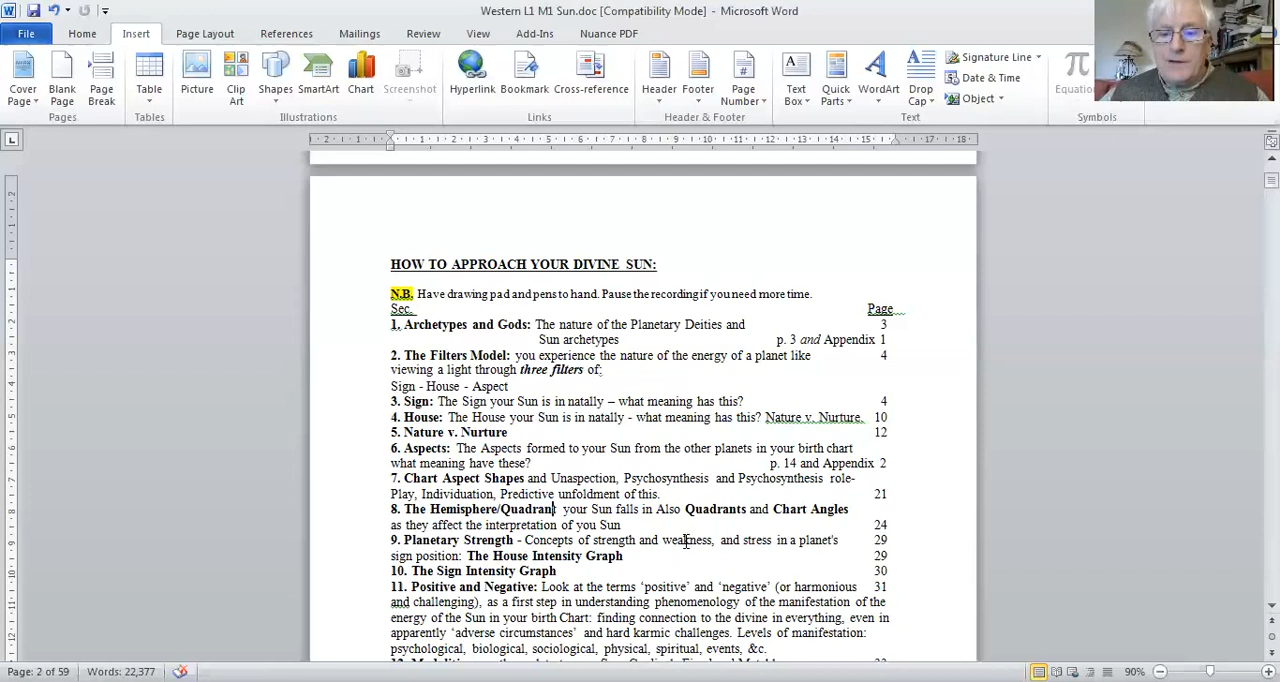 Western L1 M1 Sun.doc [Compatibility Mode] - Microsoft Word
File Home Insert Page Layout References Mailings Review View Add-Ins Nuance PDF
Cover Page Blank Page Page Break Table Picture Clip Art Shapes SmartArt Chart Screenshot Hyperlink Bookmark Cross-reference Header Footer Page Number Text Box Quick Parts WordArt Drop Cap Signature Line Date & Time Object
Pages Tables Illustrations Links Header & Footer Text Symbols
HOW TO APPROACH YOUR DIVINE SUN:
N.B. Have drawing pad and pens to hand. Pause the recording if you need more time.
Sec. Page
1. Archetypes and Gods: The nature of the Planetary Deities and 3
Sun archetypes p. 3 and Appendix 1
2. The Filters Model: you experience the nature of the energy of a planet like 4
viewing a light through three filters of:
Sign - House - Aspect
3. Sign: The Sign your Sun is in natally – what meaning has this? 4
4. House: The House your Sun is in natally - what meaning has this? Nature v. Nurture. 10
5. Nature v. Nurture 12
6. Aspects: The Aspects formed to your Sun from the other planets in your birth chart
what meaning have these? p. 14 and Appendix 2
7. Chart Aspect Shapes and Unaspection, Psychosynthesis and Psychosynthesis role-
Play, Individuation, Predictive unfoldment of this. 21
8. The Hemisphere/Quadrant your Sun falls in Also Quadrants and Chart Angles
as they affect the interpretation of you Sun 24
9. Planetary Strength - Concepts of strength and weakness, and stress in a planet's 29
sign position: The House Intensity Graph 29
10. The Sign Intensity Graph 30
11. Positive and Negative: Look at the terms ‘positive’ and ‘negative’ (or harmonious 31
and challenging), as a first step in understanding phenomenology of the manifestation of the
energy of the Sun in your birth Chart: finding connection to the divine in everything, even in
apparently ‘adverse circumstances’ and hard karmic challenges. Levels of manifestation:
psychological, biological, sociological, physical, spiritual, events, &c.
Page: 2 of 59 Words: 22,377 90%